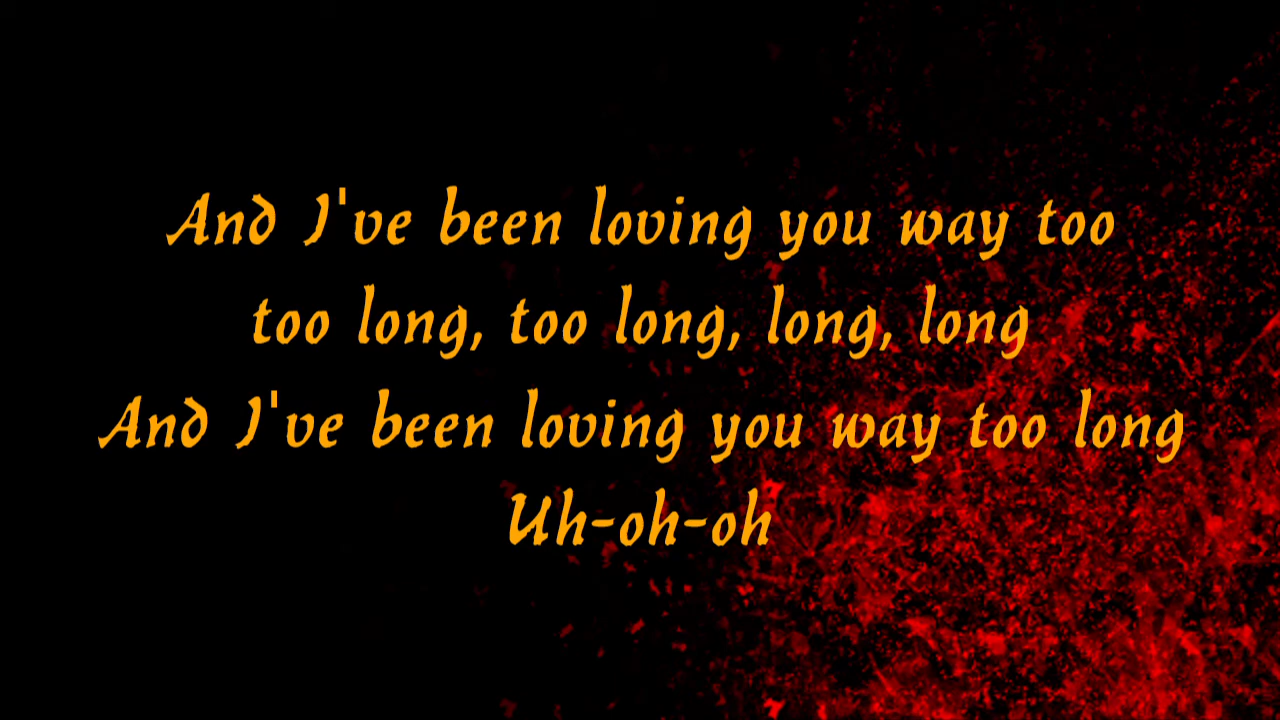 And I've been loving you way too
too long, too long, long, long
And I've been loving you way too long
Uh-oh-oh